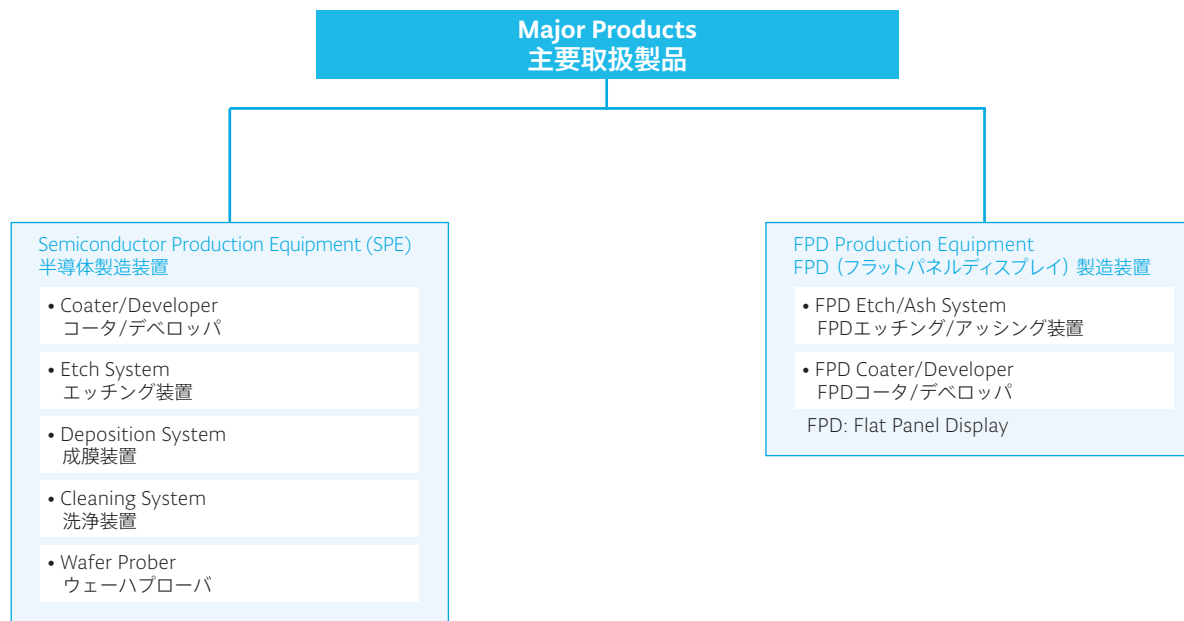 Major Products
主要取扱製品
Semiconductor Production Equipment (SPE)
半導体製造装置
• Coater/Developer
コータ/デベロッパ
• Etch System
エッチング装置
• Deposition System
成膜装置
• Cleaning System
洗浄装置
• Wafer Prober
ウェーハプローバ
FPD Production Equipment
FPD（フラットパネルディスプレイ）製造装置
• FPD Etch/Ash System
FPDエッチング/アッシング装置
• FPD Coater/Developer
FPDコータ/デベロッパ
FPD: Flat Panel Display